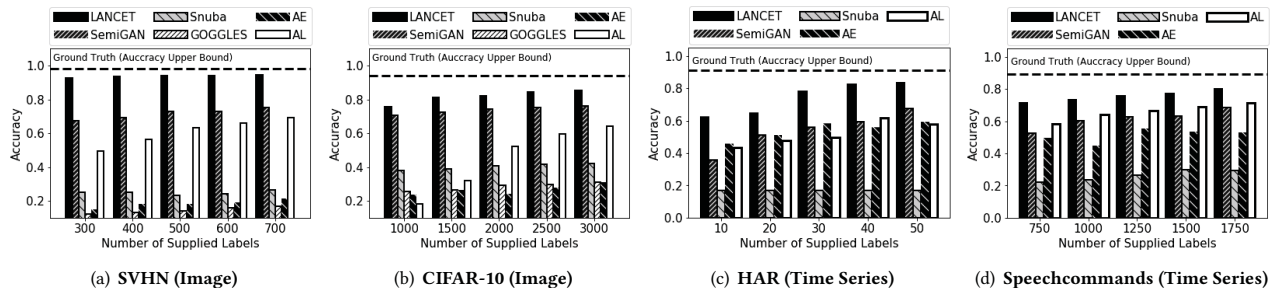 LANCET Snuba AE
SemiGAN GOGGLES AL
Ground Truth (Auccracy Upper Bound)
1.0
0.8
0.6
0.4
0.2
Accuracy
300 400 500 600 700
Number of Supplied Labels
(a) SVHN (Image)
LANCET Snuba AE
SemiGAN GOGGLES AL
Ground Truth (Auccracy Upper Bound)
1.0
0.8
0.6
0.4
0.2
Accuracy
1000 1500 2000 2500 3000
Number of Supplied Labels
(b) CIFAR-10 (Image)
LANCET Snuba AL
SemiGAN AE
Ground Truth (Auccracy Upper Bound)
1.0
0.8
0.6
0.4
0.2
0.0
Accuracy
10 20 30 40 50
Number of Supplied Labels
(c) HAR (Time Series)
LANCET Snuba AL
SemiGAN AE
Ground Truth (Auccracy Upper Bound)
1.0
0.8
0.6
0.4
0.2
0.0
Accuracy
750 1000 1250 1500 1750
Number of Supplied Labels
(d) Speechcommands (Time Series)